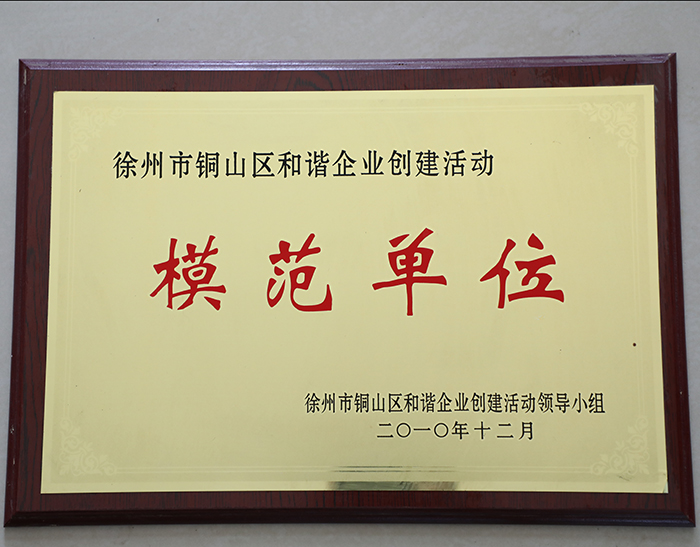 徐州市铜山区和谐企业创建活动
模范单位
徐州市铜山区和谐企业创建活动领导小组
二〇一〇年十二月